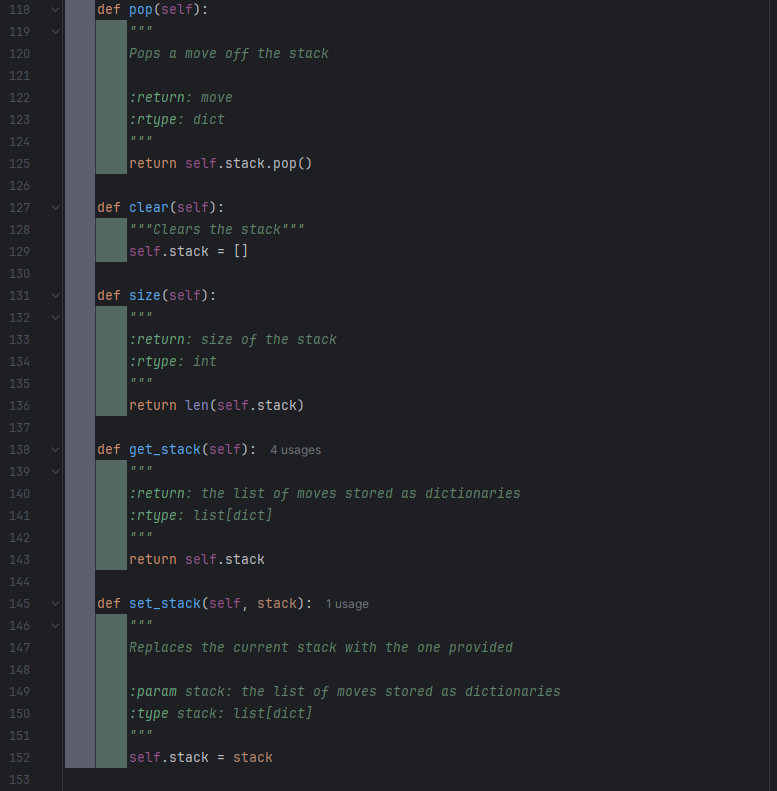 118 def pop(self):
119 """
120 Pops a move off the stack
121
122 :return: move
123 :rtype: dict
124 """
125 return self.stack.pop()
126
127 def clear(self):
128 """Clears the stack"""
129 self.stack = []
130
131 def size(self):
132 """
133 :return: size of the stack
134 :rtype: int
135 """
136 return len(self.stack)
137
138 def get_stack(self): 4 usages
139 """
140 :return: the list of moves stored as dictionaries
141 :rtype: list[dict]
142 """
143 return self.stack
144
145 def set_stack(self, stack): 1 usage
146 """
147 Replaces the current stack with the one provided
148
149 :param stack: the list of moves stored as dictionaries
150 :type stack: list[dict]
151 """
152 self.stack = stack
153